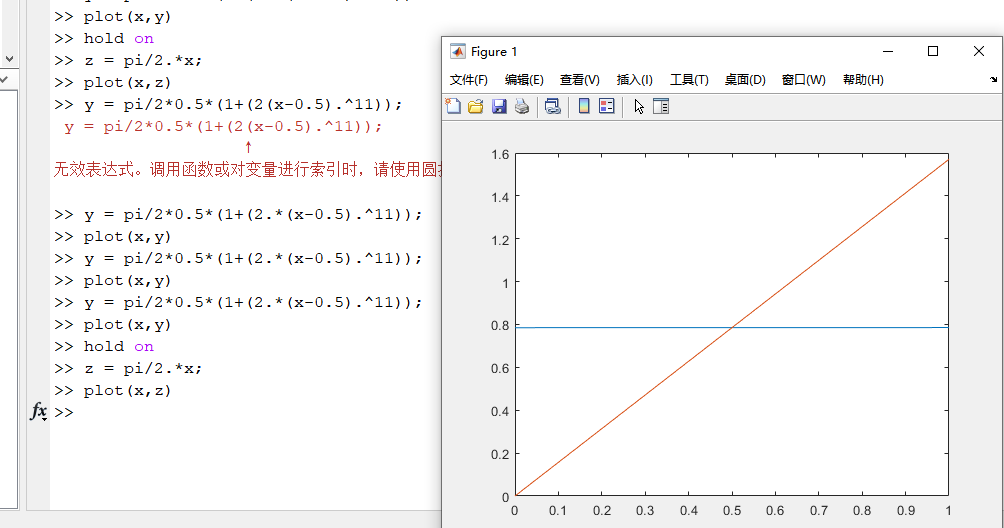 >> plot(x,y)
>> hold on
>> z = pi/2.*x;
>> plot(x,z)
>> y = pi/2*0.5*(1+(2(x-0.5).^11));
y = pi/2*0.5*(1+(2(x-0.5).^11));
↑
无效表达式。调用函数或对变量进行索引时，请使用圆
>> y = pi/2*0.5*(1+(2.*(x-0.5).^11));
>> plot(x,y)
>> y = pi/2*0.5*(1+(2.*(x-0.5).^11));
>> plot(x,y)
>> y = pi/2*0.5*(1+(2.*(x-0.5).^11));
>> plot(x,y)
>> hold on
>> z = pi/2.*x;
>> plot(x,z)
fx >>
Figure 1
文件(F) 编辑(E) 查看(V) 插入(I) 工具(T) 桌面(D) 窗口(W) 帮助(H)
1.6
1.4
1.2
1
0.8
0.6
0.4
0.2
0
0 0.1 0.2 0.3 0.4 0.5 0.6 0.7 0.8 0.9 1